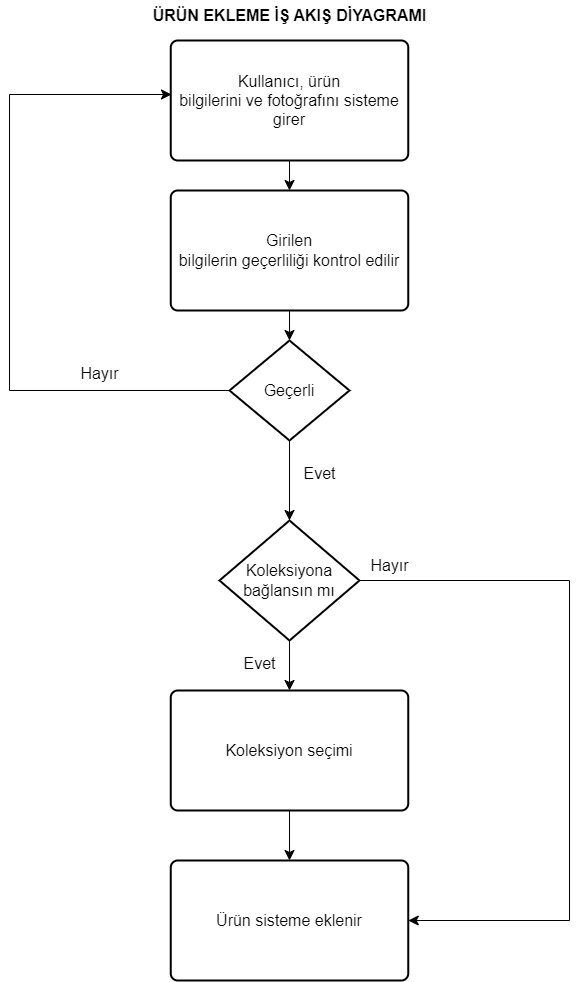 ÜRÜN EKLEME İŞ AKIŞ DİYAGRAMI
Kullanıcı, ürün
bilgilerini ve fotoğrafını sisteme
girer
Girilen
bilgilerin geçerliliği kontrol edilir
Geçerli
Hayır
Evet
Koleksiyona
bağlansın mı
Hayır
Evet
Koleksiyon seçimi
Ürün sisteme eklenir